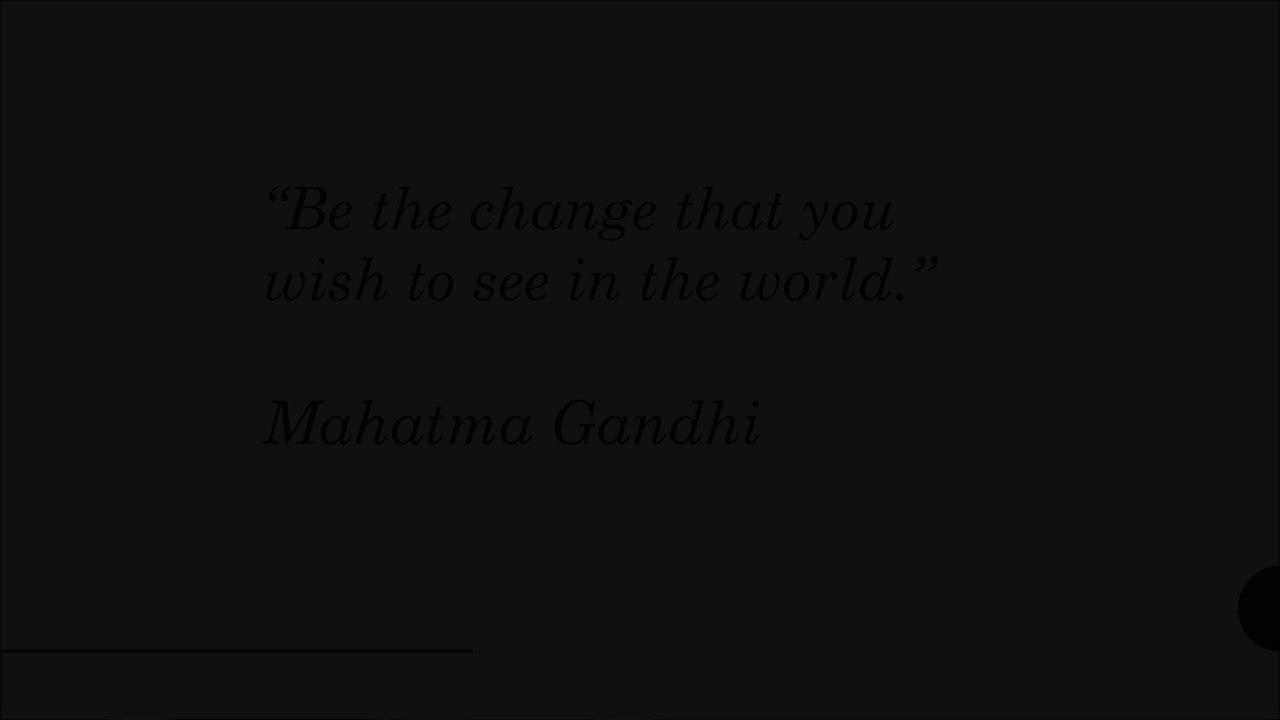 “Be the change that you
wish to see in the world.”
Mahatma Gandhi